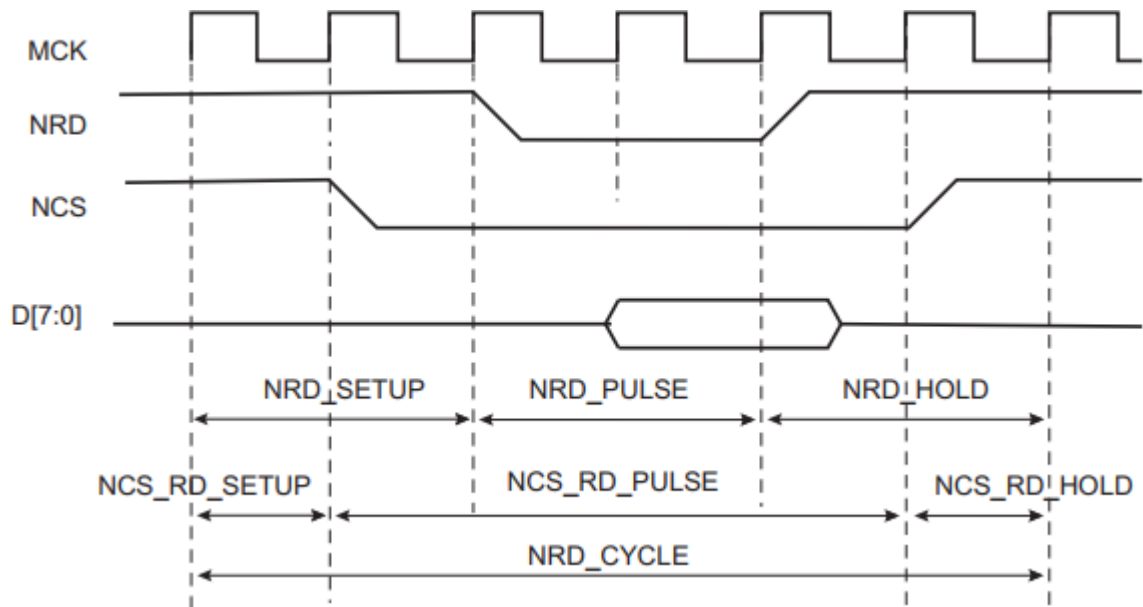 MCK
NRD
NCS
D[7:0]
NRD_SETUP NRD_PULSE NRD_HOLD
NCS_RD_SETUP NCS_RD_PULSE NCS_RD_HOLD
NRD_CYCLE